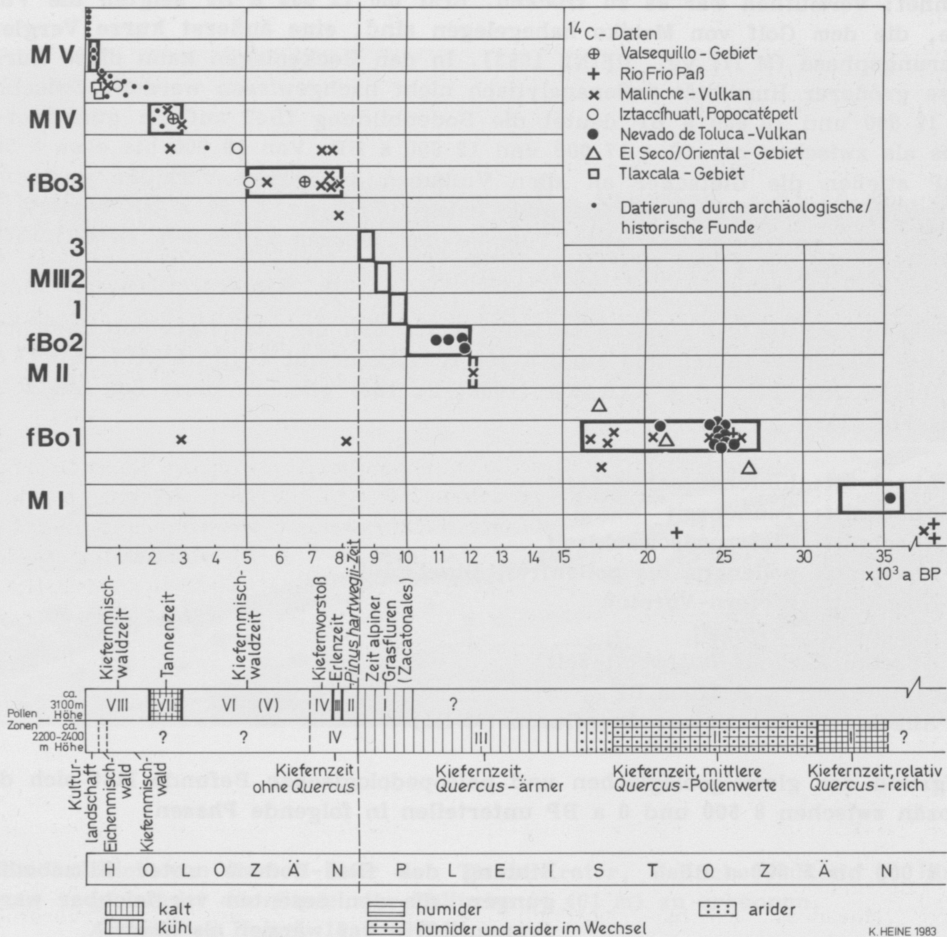 ¹⁴C - Daten
⊕ Valsequillo - Gebiet
+ Rio Frio Paß
× Malinche - Vulkan
○ Iztaccihuatl, Popocatépetl
● Nevado de Toluca - Vulkan
△ El Seco/Oriental - Gebiet
□ Tlaxcala - Gebiet
• Datierung durch archäologische/
historische Funde
M V
M IV
fBo3
3
MIII2
1
fBo2
M II
fBo1
M I
1 2 3 4 5 6 7 8 9 10 11 12 13 14 15 20 25 30 35
x 10³ a BP
Kiefernmisch-
waldzeit
Tannenzeit
Kiefernmisch-
waldzeit
Kiefernvorstoß
Erlenzeit
Pinus hartwegii-zeit
Zeit alpiner
Grasfluren
(Zacatonales)
Pollen
Zonen
ca.
3100m
Höhe
VIII VII VI (V) IV III II ?
ca.
2200-2400
m Höhe
? ? IV III II I ?
Kultur-
landschaft
Eichenmisch-
wald
Kiefernmisch-
wald
Kiefernzeit
ohne Quercus
Kiefernzeit,
Quercus - ärmer
Kiefernzeit, mittlere
Quercus - Pollenwerte
Kiefernzeit, relativ
Quercus - reich
H O L O Z Ä N P L E I S T O Z Ä N
kalt
kühl
humider
humider und arider im Wechsel
arider
K. HEINE 1983